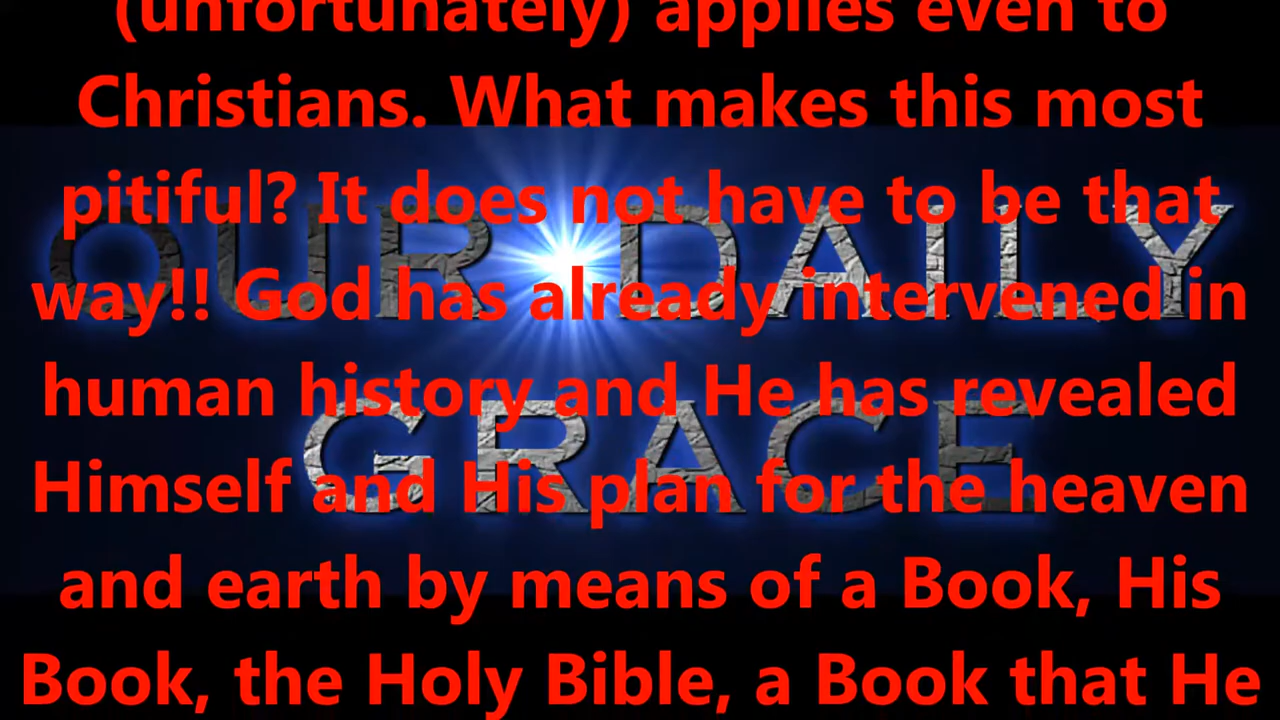 (unfortunately) applies even to
Christians. What makes this most
pitiful? It does not have to be that
way!! God has already intervened in
human history and He has revealed
Himself and His plan for the heaven
and earth by means of a Book, His
Book, the Holy Bible, a Book that He
OUR DAILY
GRACE